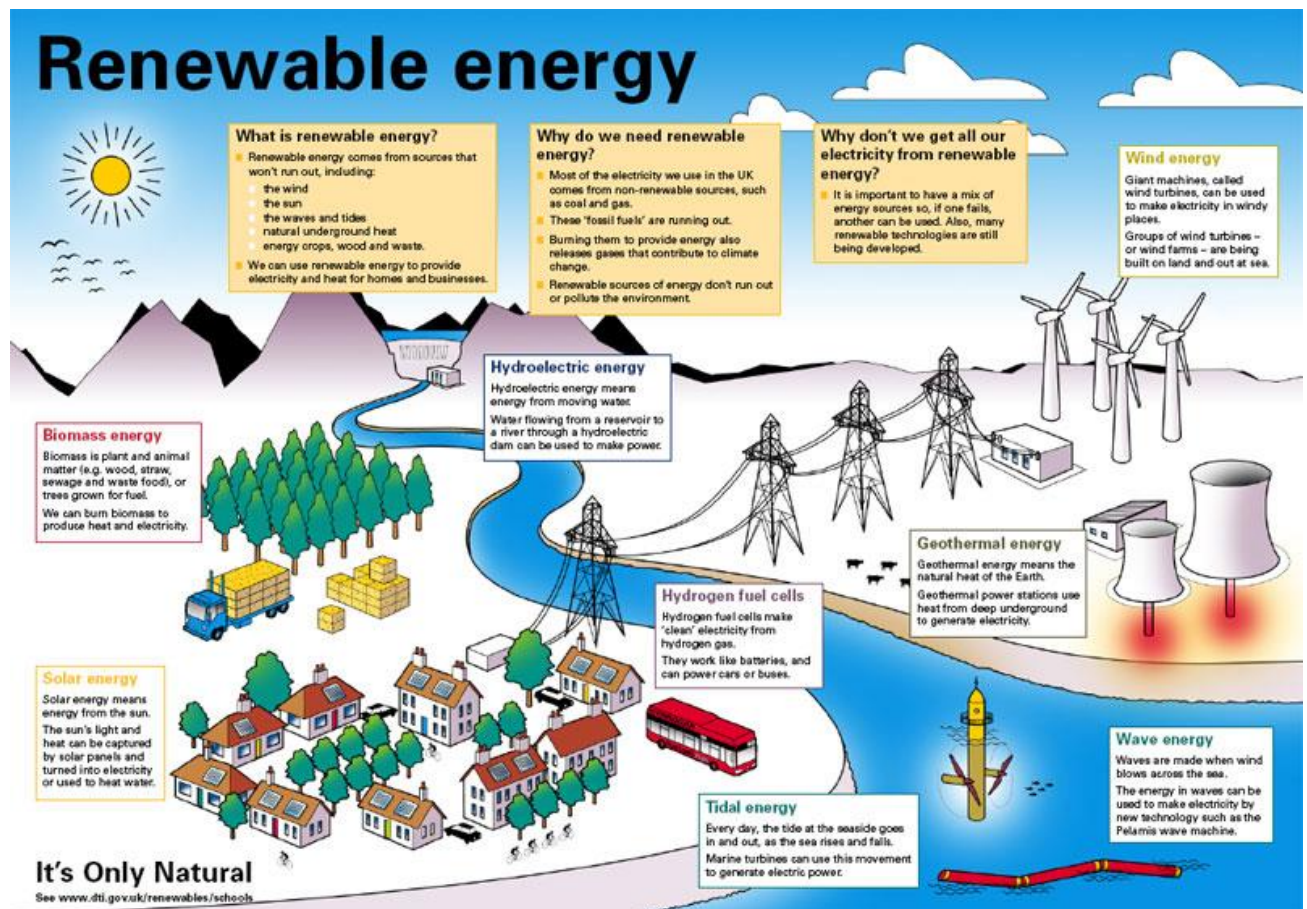 Renewable energy
What is renewable energy?
Renewable energy comes from sources that
won't run out, including:
the wind
the sun
the waves and tides
natural underground heat
energy crops, wood and waste.
We can use renewable energy to provide
electricity and heat for homes and businesses.
Why do we need renewable
energy?
Most of the electricity we use in the UK
comes from non-renewable sources, such
as coal and gas.
These 'fossil fuels' are running out.
Burning them to provide energy also
releases gases that contribute to climate
change.
Renewable sources of energy don't run out
or pollute the environment.
Why don't we get all our
electricity from renewable
energy?
It is important to have a mix of
energy sources so, if one fails,
another can be used. Also, many
renewable technologies are still
being developed.
Wind energy
Giant machines, called
wind turbines, can be used
to make electricity in windy
places.
Groups of wind turbines –
or wind farms – are being
built on land and out at sea.
Hydroelectric energy
Hydroelectric energy means
energy from moving water.
Water flowing from a reservoir to
a river through a hydroelectric
dam can be used to make power.
Biomass energy
Biomass is plant and animal
matter (e.g. wood, straw,
sewage and waste food), or
trees grown for fuel.
We can burn biomass to
produce heat and electricity.
Geothermal energy
Geothermal energy means the
natural heat of the Earth.
Geothermal power stations use
heat from deep underground
to generate electricity.
Hydrogen fuel cells
Hydrogen fuel cells make
'clean' electricity from
hydrogen gas.
They work like batteries, and
can power cars or buses.
Solar energy
Solar energy means
energy from the sun.
The sun's light and
heat can be captured
by solar panels and
turned into electricity
or used to heat water.
Wave energy
Waves are made when wind
blows across the sea.
The energy in waves can be
used to make electricity by
new technology such as the
Pelamis wave machine.
Tidal energy
Every day, the tide at the seaside goes
in and out, as the sea rises and falls.
Marine turbines can use this movement
to generate electric power.
It's Only Natural
See www.dti.gov.uk/renewables/schools